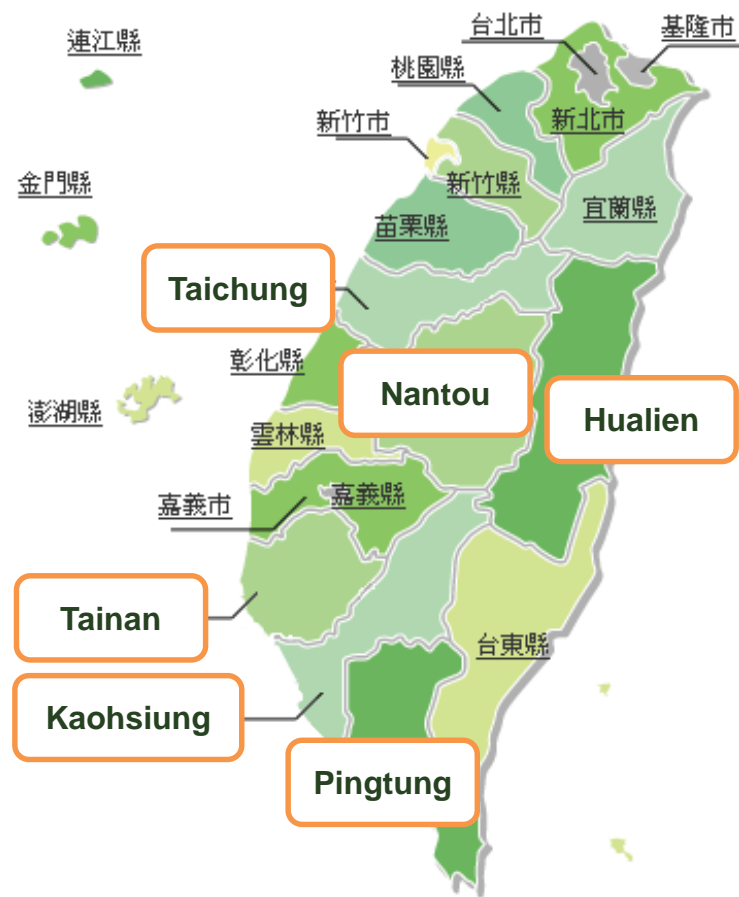 台北市
基隆市
連江縣
桃園縣
新竹市
新北市
金門縣
新竹縣
宜蘭縣
苗栗縣
Taichung
彰化縣
Nantou
澎湖縣
Hualien
雲林縣
嘉義市
嘉義縣
Tainan
台東縣
Kaohsiung
Pingtung